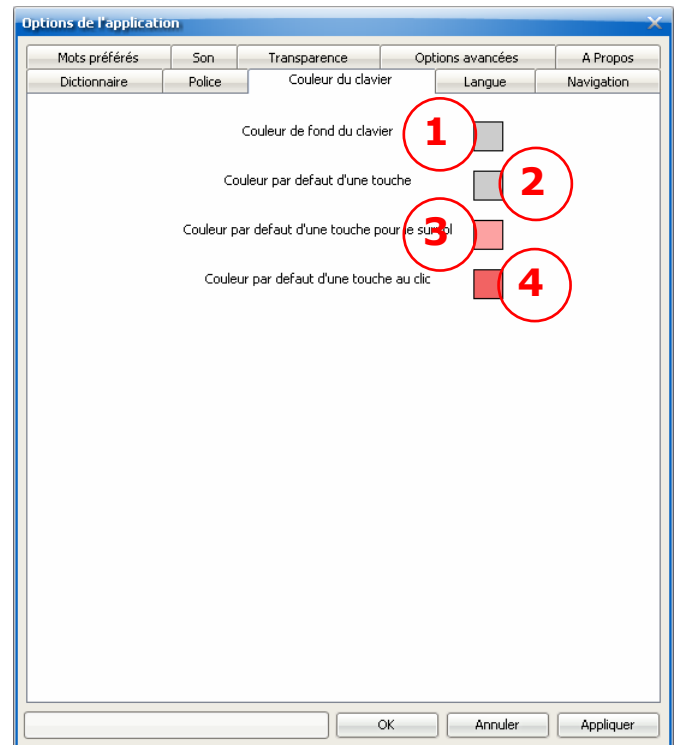 Options de l'application
Mots préférés Son Transparence Options avancées A Propos
Dictionnaire Police Couleur du clavier Langue Navigation
Couleur de fond du clavier 1
Couleur par defaut d'une touche 2
Couleur par defaut d'une touche pour le survol 3
Couleur par defaut d'une touche au clic 4
OK Annuler Appliquer